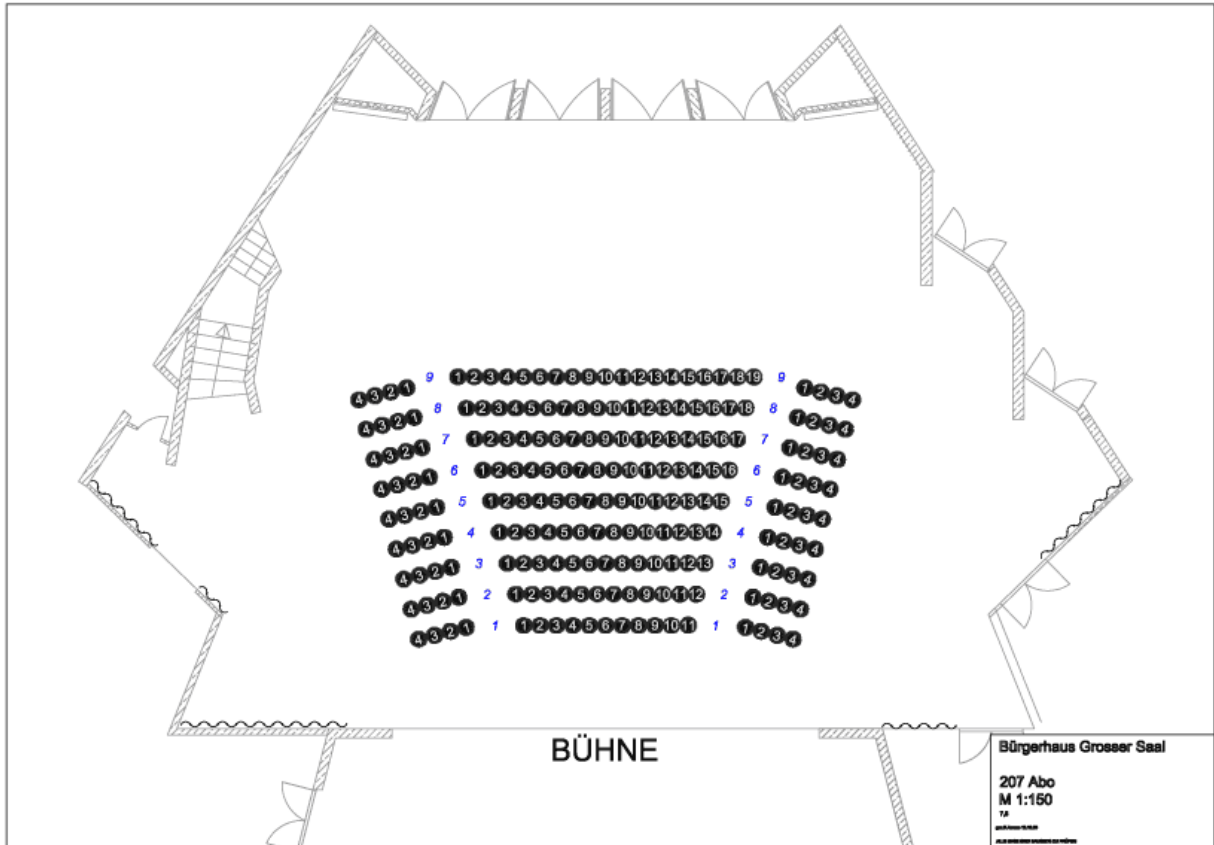 4 3 2 1 9 1 2 3 4 5 6 7 8 9 10 11 12 13 14 15 16 17 18 19 9 1 2 3 4
4 3 2 1 8 1 2 3 4 5 6 7 8 9 10 11 12 13 14 15 16 17 18 8 1 2 3 4
4 3 2 1 7 1 2 3 4 5 6 7 8 9 10 11 12 13 14 15 16 17 7 1 2 3 4
4 3 2 1 6 1 2 3 4 5 6 7 8 9 10 11 12 13 14 15 16 6 1 2 3 4
4 3 2 1 5 1 2 3 4 5 6 7 8 9 10 11 12 13 14 15 5 1 2 3 4
4 3 2 1 4 1 2 3 4 5 6 7 8 9 10 11 12 13 14 4 1 2 3 4
4 3 2 1 3 1 2 3 4 5 6 7 8 9 10 11 12 13 3 1 2 3 4
4 3 2 1 2 1 2 3 4 5 6 7 8 9 10 11 12 2 1 2 3 4
4 3 2 1 1 1 2 3 4 5 6 7 8 9 10 11 1 1 2 3 4
BÜHNE
Bürgerhaus Grosser Saal
207 Abo
M 1:150